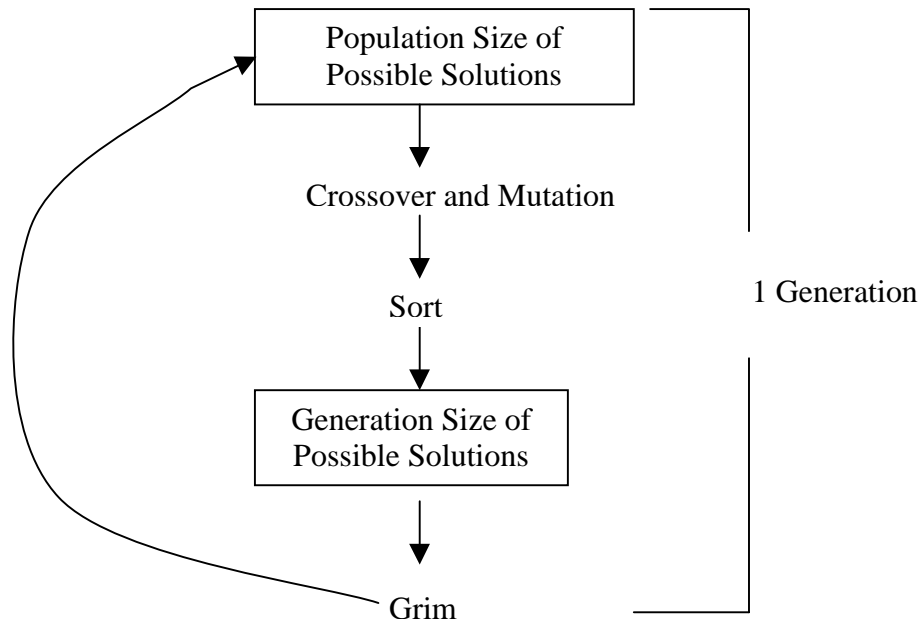 Population Size of
Possible Solutions
Crossover and Mutation
1 Generation
Sort
Generation Size of
Possible Solutions
Grim